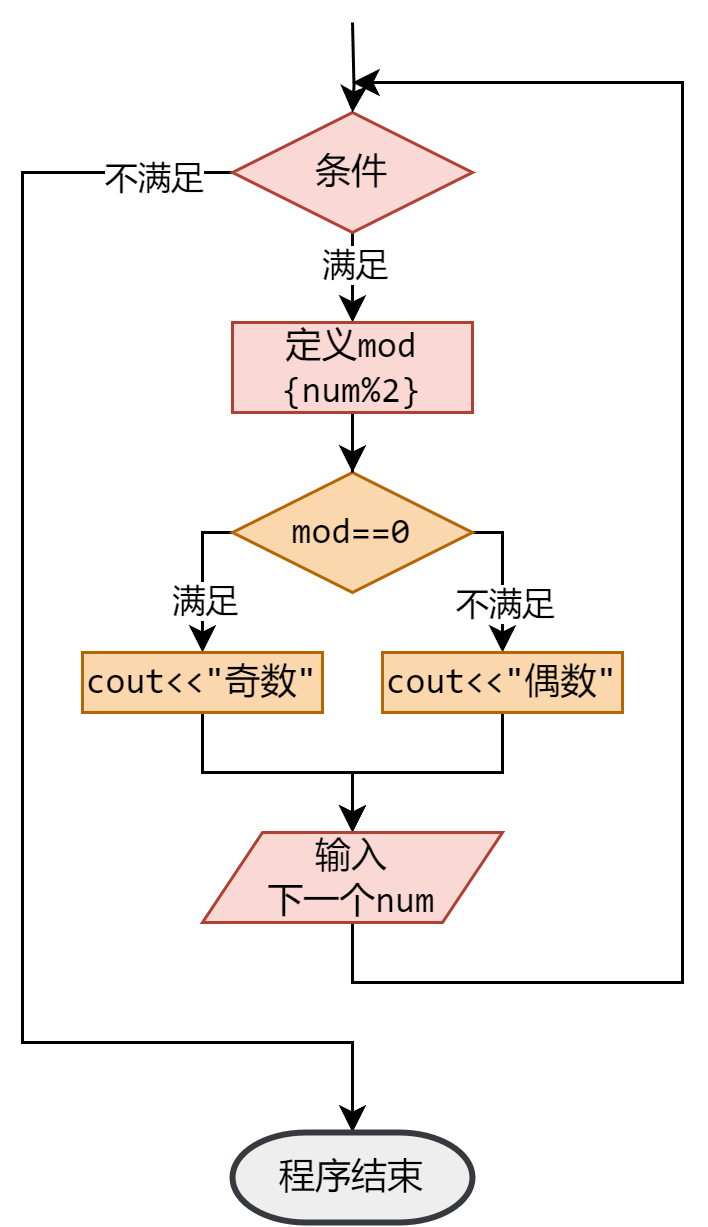 条件
不满足
满足
定义mod
{num%2}
mod==0
满足
不满足
cout<<"奇数"
cout<<"偶数"
输入
下一个num
程序结束